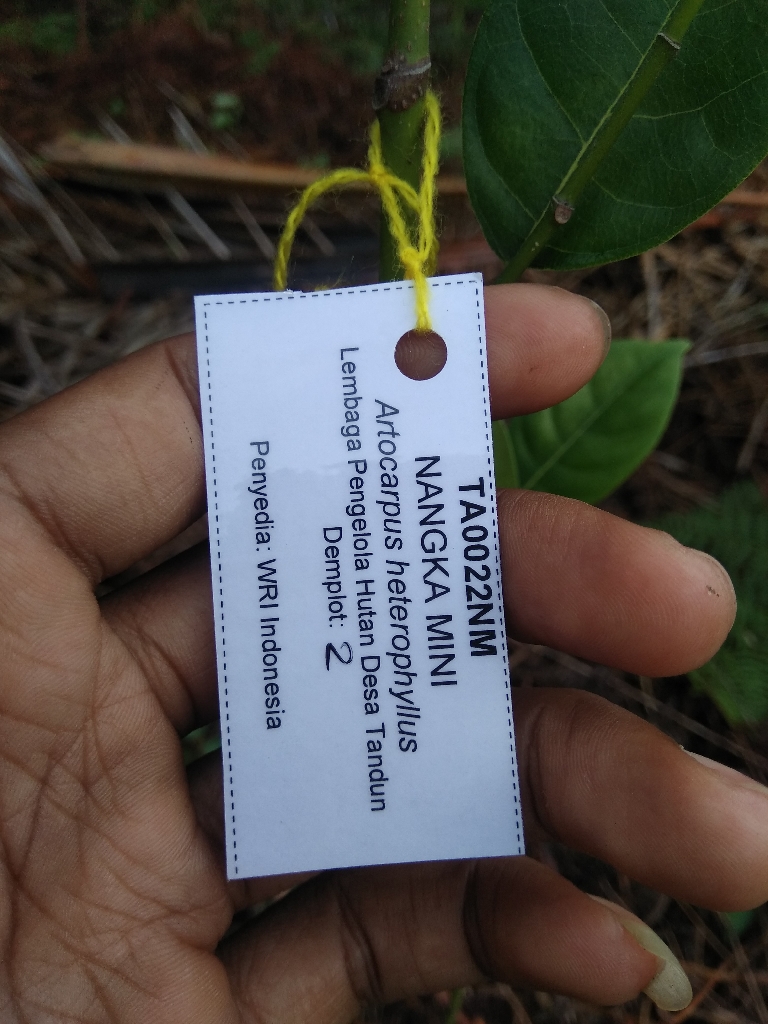 TA0022NM
NANGKA MINI
Artocarpus heterophyllus
Lembaga Pengelola Hutan Desa Tandun
Demplot: 2
Penyedia: WRI Indonesia